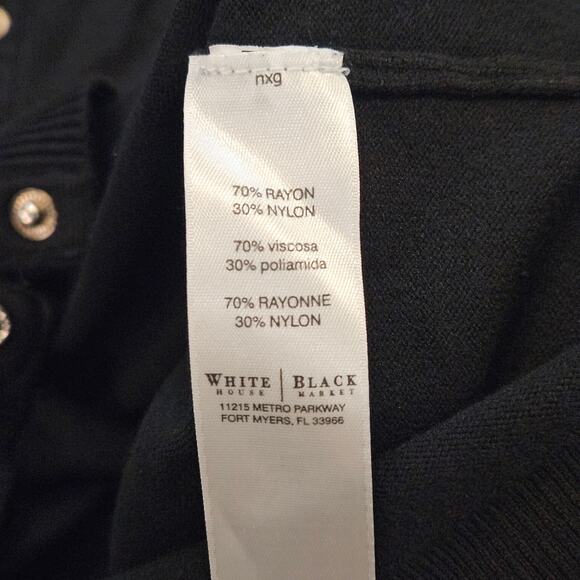 nxg
70% RAYON
30% NYLON
70% viscosa
30% poliamida
70% RAYONNE
30% NYLON
WHITE | BLACK
HOUSE MARKET
11215 METRO PARKWAY
FORT MYERS, FL 33966